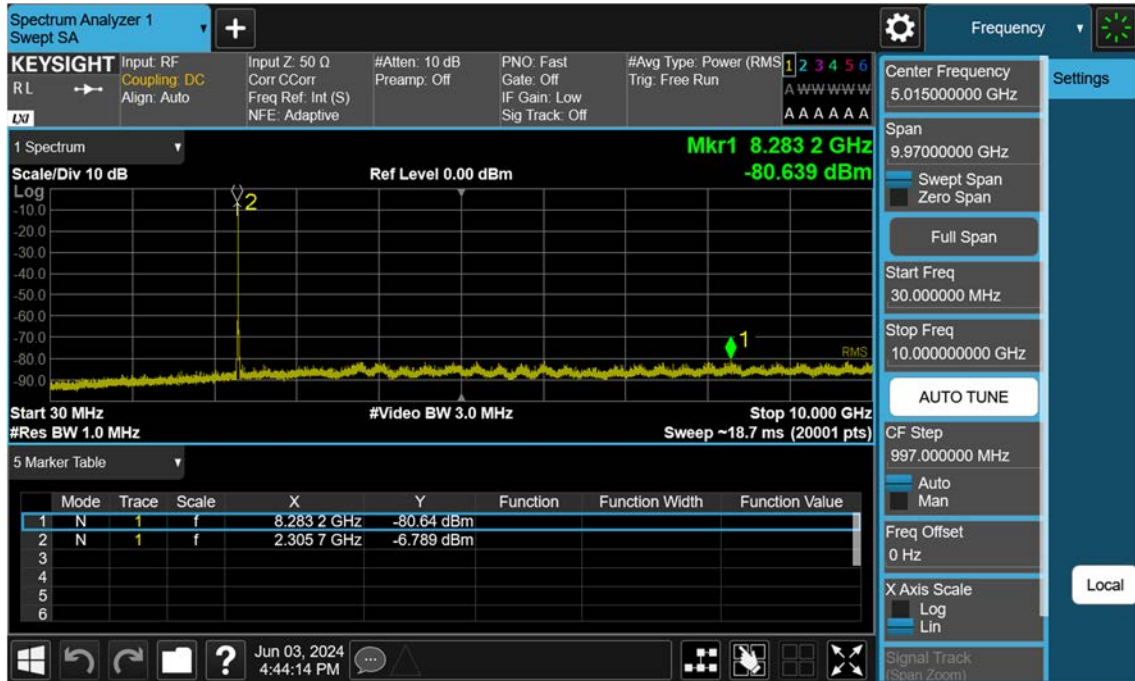 Spectrum Analyzer 1
Swept SA
Frequency
KEYSIGHT
RL
LXI
Input: RF
Coupling: DC
Align: Auto
Input Z: 50 Ω
Corr CCorr
Freq Ref: Int (S)
NFE: Adaptive
#Atten: 10 dB
Preamp: Off
PNO: Fast
Gate: Off
IF Gain: Low
Sig Track: Off
#Avg Type: Power (RMS
Trig: Free Run
1 2 3 4 5 6
A W W W W W
A A A A A A
1 Spectrum
Scale/Div 10 dB
Ref Level 0.00 dBm
Mkr1 8.283 2 GHz
-80.639 dBm
Log
-10.0
-20.0
-30.0
-40.0
-50.0
-60.0
-70.0
-80.0
-90.0
2
1
RMS
Start 30 MHz
#Video BW 3.0 MHz
Stop 10.000 GHz
#Res BW 1.0 MHz
Sweep ~18.7 ms (20001 pts)
5 Marker Table
Mode Trace Scale X Y Function Function Width Function Value
1 N 1 f 8.283 2 GHz -80.64 dBm
2 N 1 f 2.305 7 GHz -6.789 dBm
3
4
5
6
Jun 03, 2024
4:44:14 PM
Center Frequency
5.015000000 GHz
Span
9.97000000 GHz
Swept Span
Zero Span
Full Span
Start Freq
30.000000 MHz
Stop Freq
10.000000000 GHz
AUTO TUNE
CF Step
997.000000 MHz
Auto
Man
Freq Offset
0 Hz
X Axis Scale
Log
Lin
Signal Track
(Span Zoom)
Settings
Local